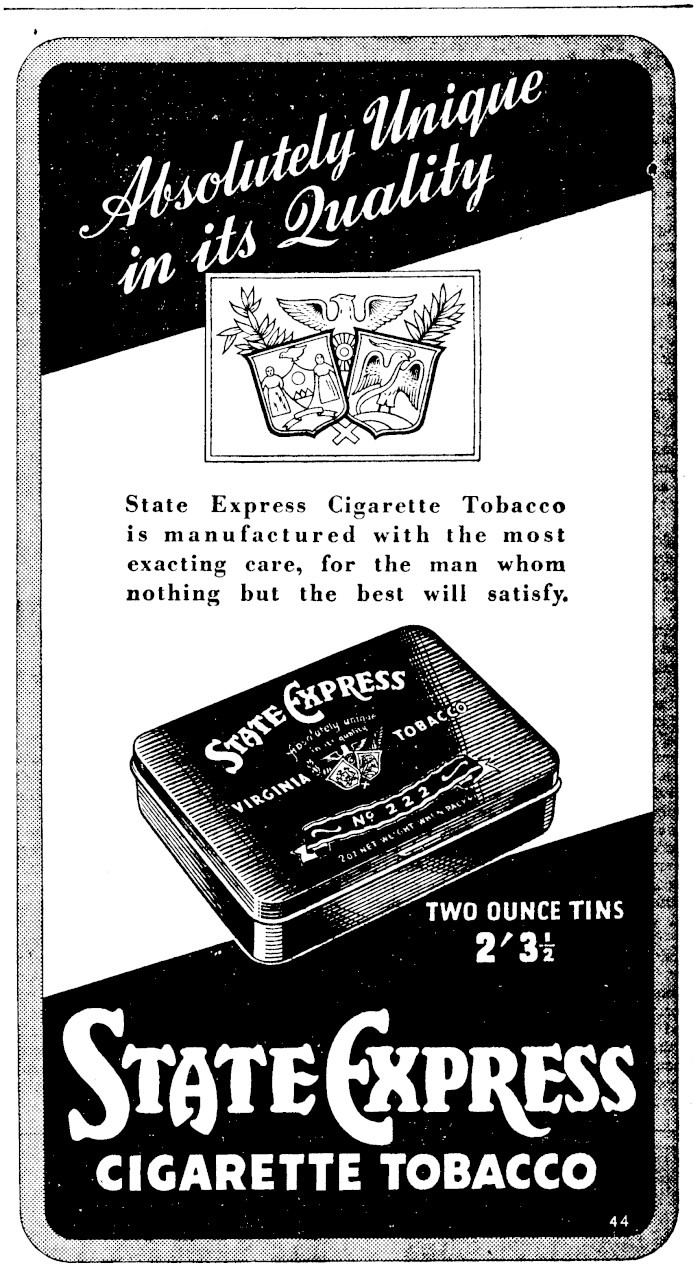 Absolutely Unique
in its Quality
State Express Cigarette Tobacco
is manufactured with the most
exacting care, for the man whom
nothing but the best will satisfy.
STATE EXPRESS
Absolutely unique
in its quality
VIRGINIA TOBACCO
No 222
2 OZ NET WEIGHT WHEN PACKED
TWO OUNCE TINS
2′3½
STATE EXPRESS
CIGARETTE TOBACCO
44